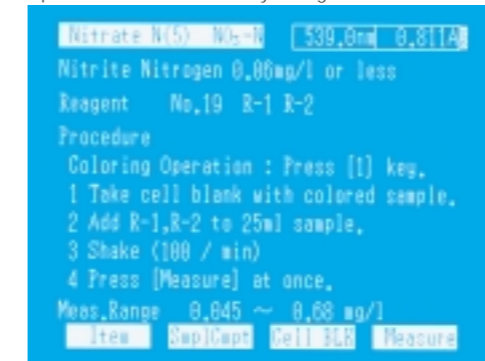 Nitrate N(5) NO₃-N 539.0nm 0.811A
Nitrite Nitrogen 0.06mg/l or less
Reagent No.19 R-1 R-2
Procedure
Coloring Operation : Press [1] key.
1 Take cell blank with colored sample.
2 Add R-1,R-2 to 25ml sample.
3 Shake (100 / min)
4 Press [Measure] at once.
Meas.Range 0.045 ~ 0.68 mg/l
Item SmplCmpt Cell BLK Measure